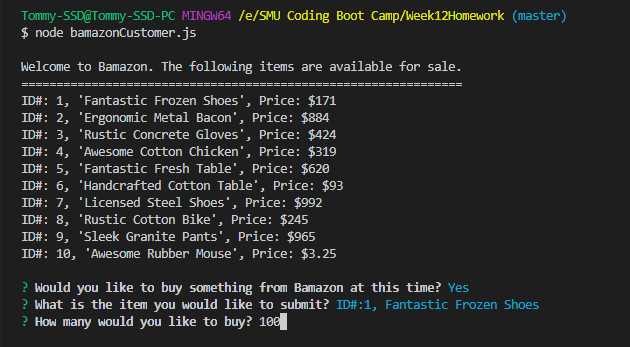 Tommy-SSD@Tommy-SSD-PC MINGW64 /e/SMU Coding Boot Camp/Week12Homework (master)
$ node bamazonCustomer.js
Welcome to Bamazon. The following items are available for sale.
===============================================================
ID#: 1, 'Fantastic Frozen Shoes', Price: $171
ID#: 2, 'Ergonomic Metal Bacon', Price: $884
ID#: 3, 'Rustic Concrete Gloves', Price: $424
ID#: 4, 'Awesome Cotton Chicken', Price: $319
ID#: 5, 'Fantastic Fresh Table', Price: $620
ID#: 6, 'Handcrafted Cotton Table', Price: $93
ID#: 7, 'Licensed Steel Shoes', Price: $992
ID#: 8, 'Rustic Cotton Bike', Price: $245
ID#: 9, 'Sleek Granite Pants', Price: $965
ID#: 10, 'Awesome Rubber Mouse', Price: $3.25
? Would you like to buy something from Bamazon at this time? Yes
? What is the item you would like to submit? ID#:1, Fantastic Frozen Shoes
? How many would you like to buy? 100